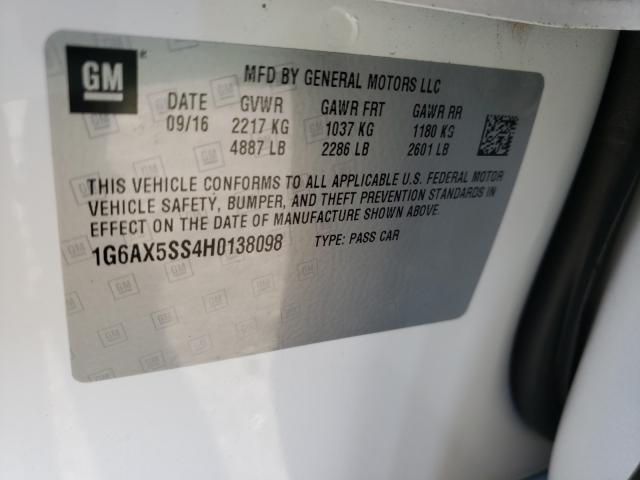 GM
MFD BY GENERAL MOTORS LLC
DATE GVWR GAWR FRT GAWR RR
09/16 2217 KG 1037 KG 1180 KG
4887 LB 2286 LB 2601 LB
THIS VEHICLE CONFORMS TO ALL APPLICABLE U.S. FEDERAL MOTOR
VEHICLE SAFETY, BUMPER, AND THEFT PREVENTION STANDARDS IN
EFFECT ON THE DATE OF MANUFACTURE SHOWN ABOVE.
1G6AX5SS4H0138098 TYPE: PASS CAR